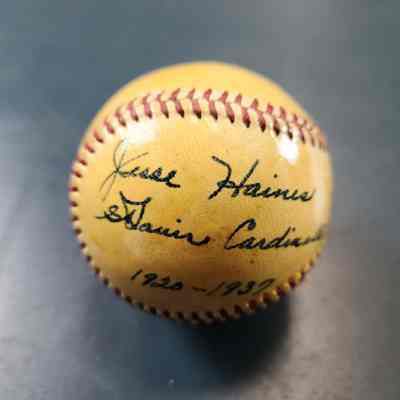 Jesse Haines
St Louis Cardinals
1920-1937